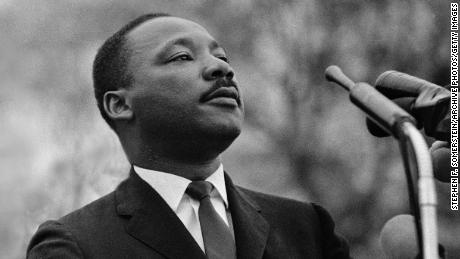 STEPHEN F. SOMERSTEIN/ARCHIVE PHOTOS/GETTY IMAGES